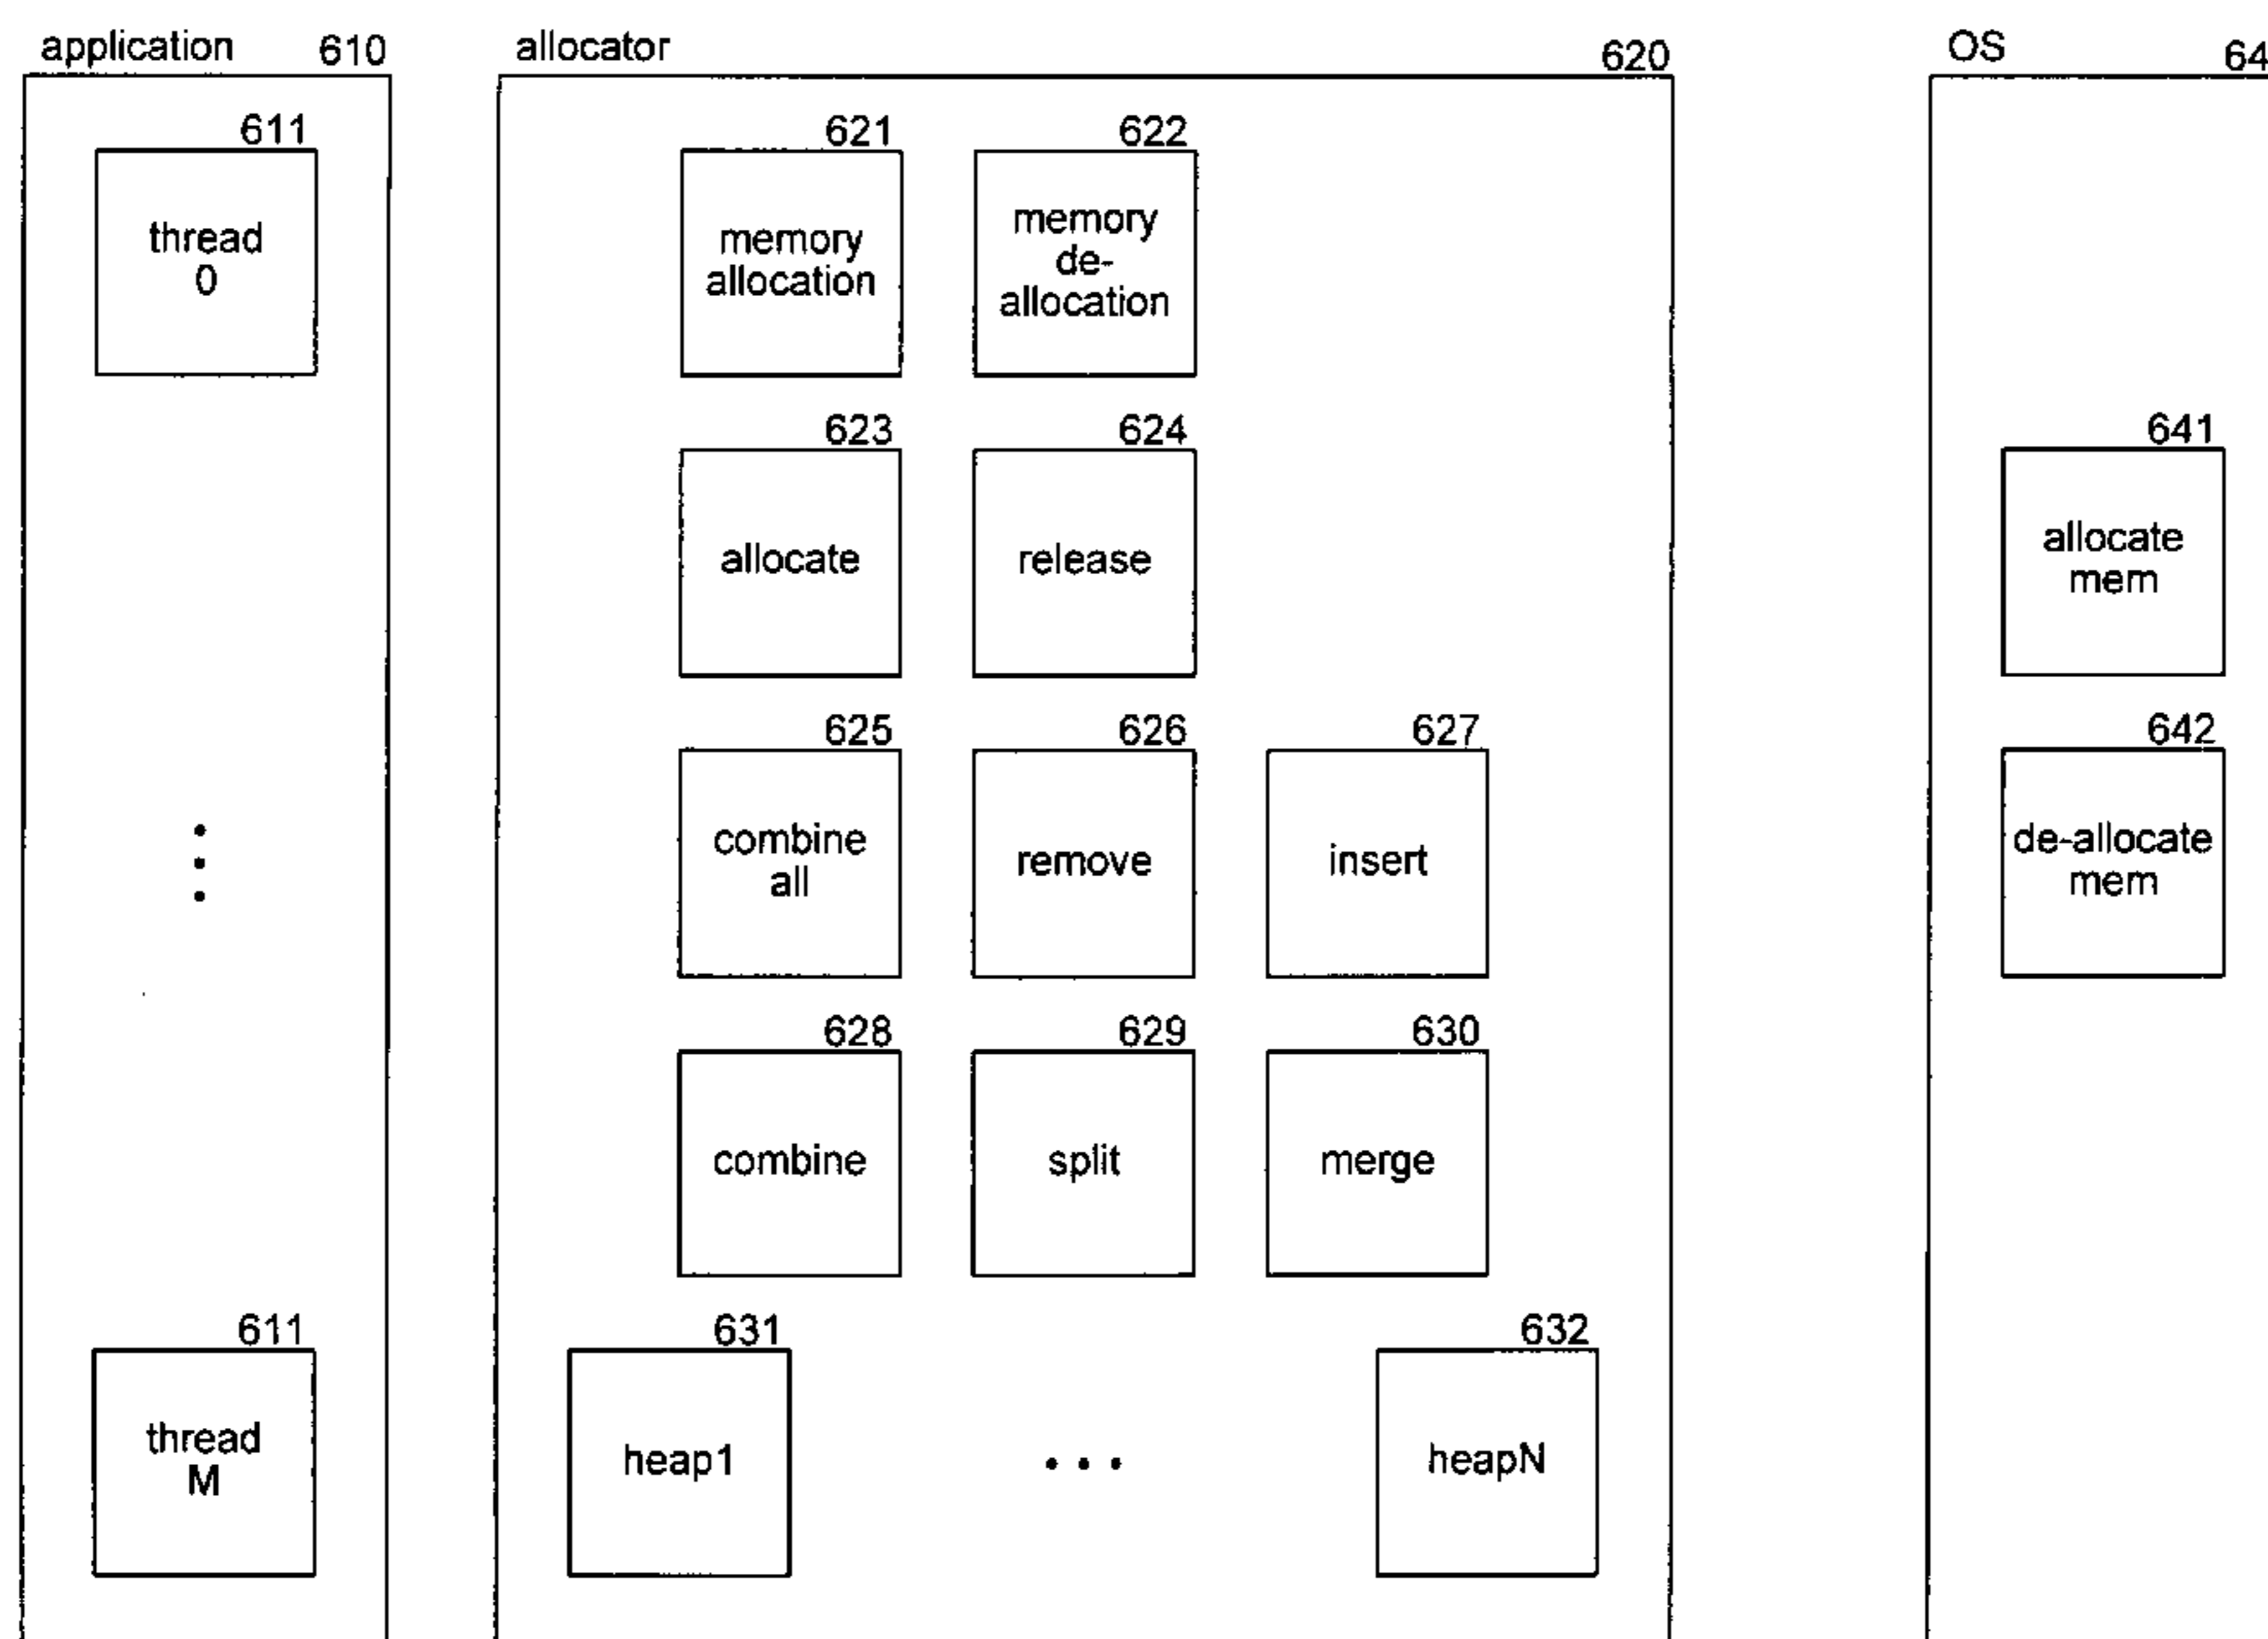 application 610
allocator 620
OS 64
611
thread
0
621
memory
allocation
622
memory
de-
allocation
623
allocate
624
release
641
allocate
mem
625
combine
all
626
remove
627
insert
642
de-allocate
mem
628
combine
629
split
630
merge
611
thread
M
631
heap1
632
heapN